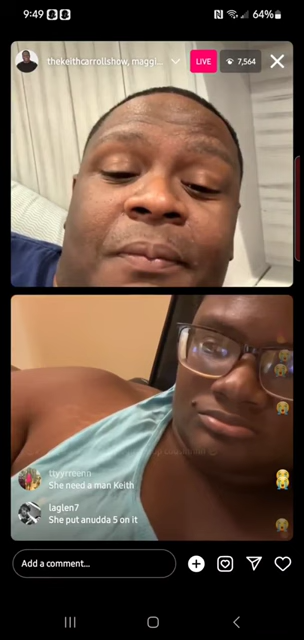 9:49
64%
thekeithcarrollshow, maggi...
LIVE
7,564
ttyyrreenn
She need a man Keith
laglen7
She put anudda 5 on it
Add a comment...